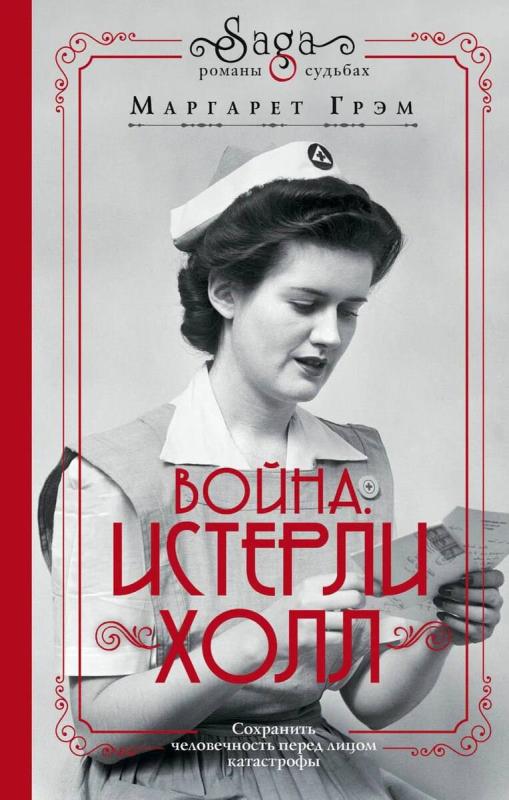 Saga
романы о судьбах
Маргарет Грэм
Война.
Истерли
Холл
Сохранить
человечность перед лицом
катастрофы